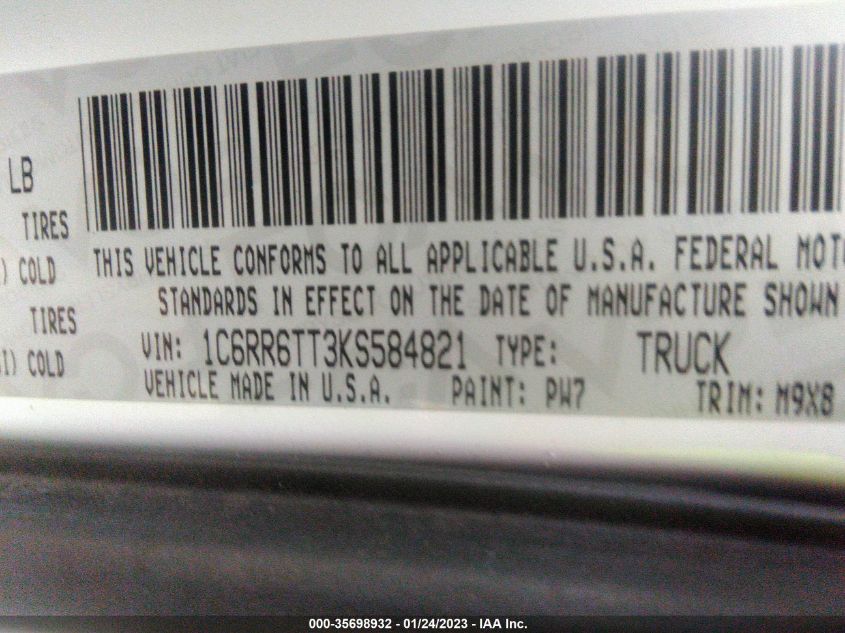 LB
TIRES
) COLD
TIRES
SI) COLD
THIS VEHICLE CONFORMS TO ALL APPLICABLE U.S.A. FEDERAL MOT
STANDARDS IN EFFECT ON THE DATE OF MANUFACTURE SHOWN
VIN: 1C6RR6TT3KS584821 TYPE: TRUCK
VEHICLE MADE IN U.S.A. PAINT: PW7 TRIM: M9X8
000-35698932 - 01/24/2023 - IAA Inc.